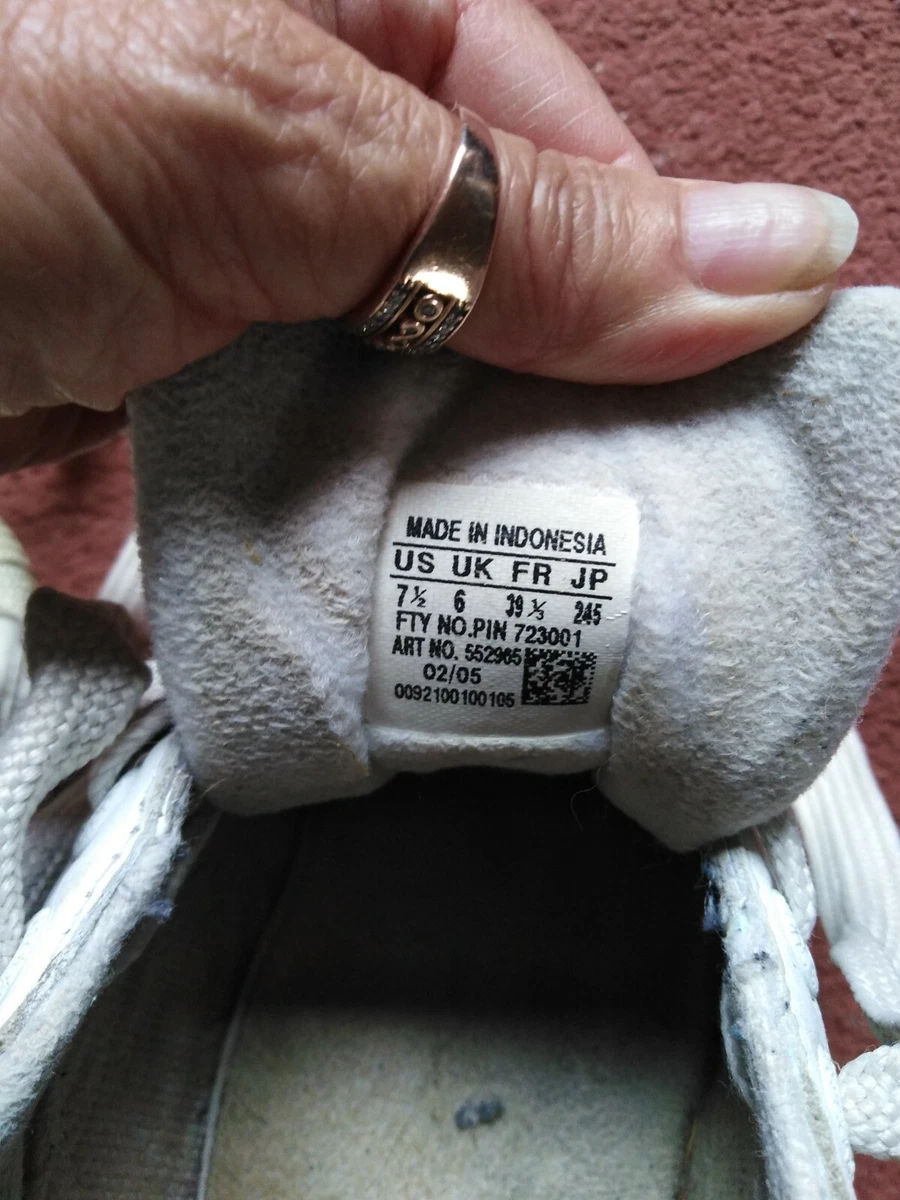 MADE IN INDONESIA
US UK FR JP
7½ 6 39⅓ 245
FTY NO.PIN 723001
ART NO. 552965
02/05
0092100100105